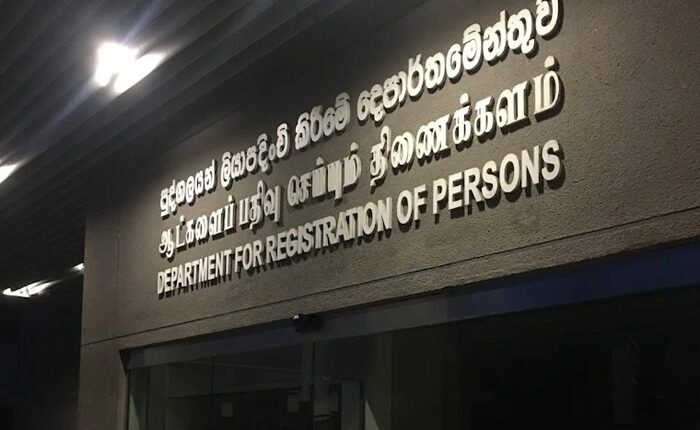 පුද්ගලයන් ලියාපදිංචි කිරීමේ දෙපාර්තමේන්තුව
ஆட்களைப் பதிவு செய்யும் திணைக்களம்
DEPARTMENT FOR REGISTRATION OF PERSONS